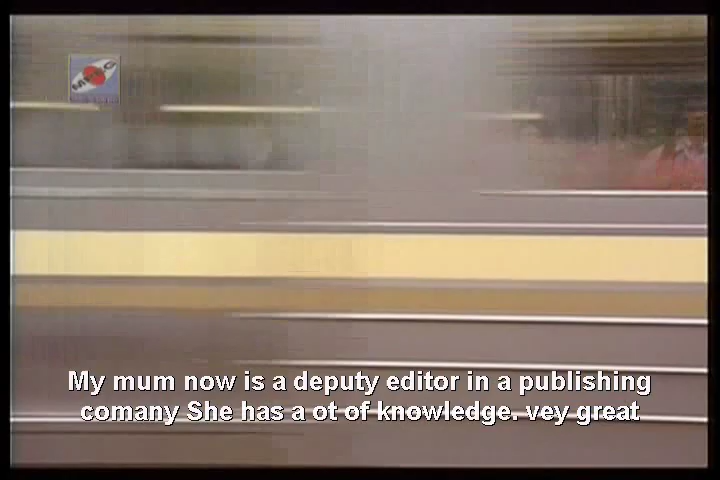 My mum now is a deputy editor in a publishing
comany She has a ot of knowledge. vey great